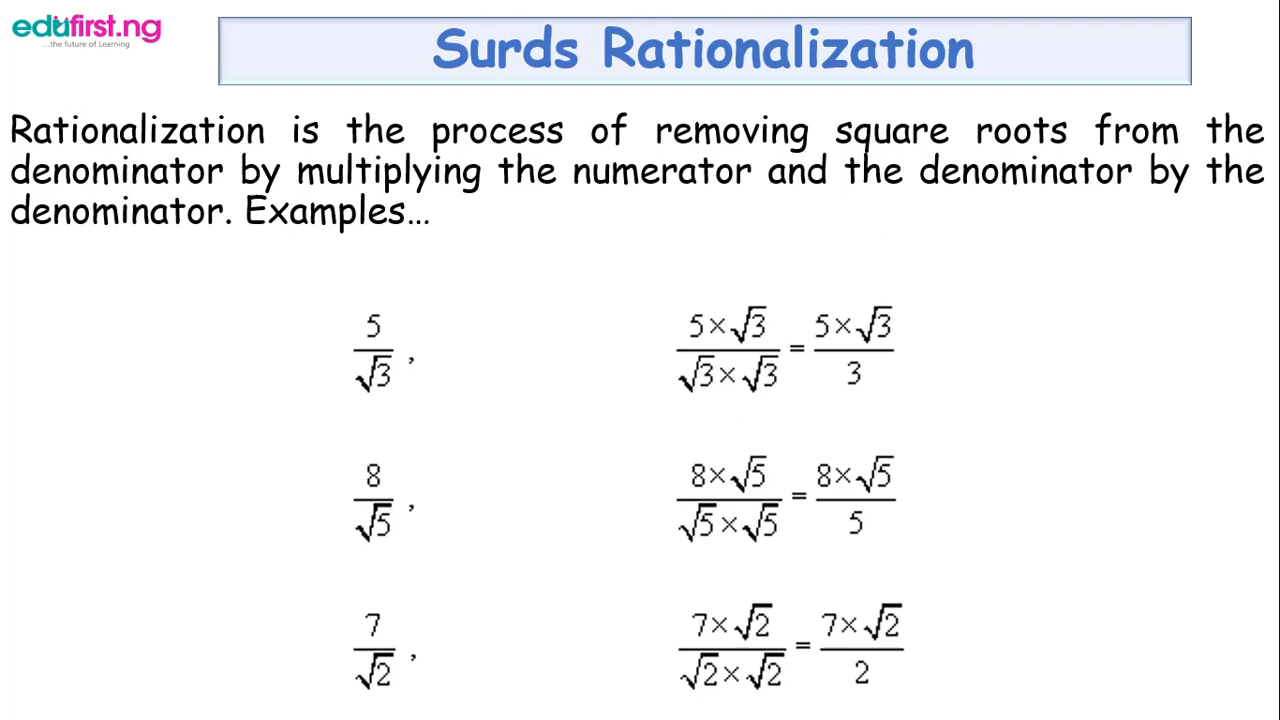 edufirst.ng
...the future of Learning
Surds Rationalization
Rationalization is the process of removing square roots from the
denominator by multiplying the numerator and the denominator by the
denominator. Examples…
5/√3 , (5×√3)/(√3×√3) = (5×√3)/3
8/√5 , (8×√5)/(√5×√5) = (8×√5)/5
7/√2 , (7×√2)/(√2×√2) = (7×√2)/2